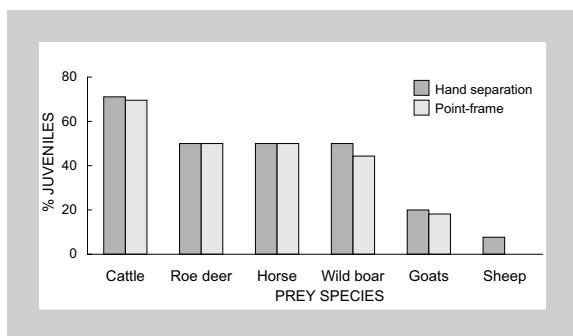 80
60
40
20
0
% JUVENILES
Hand separation
Point-frame
Cattle Roe deer Horse Wild boar Goats Sheep
PREY SPECIES